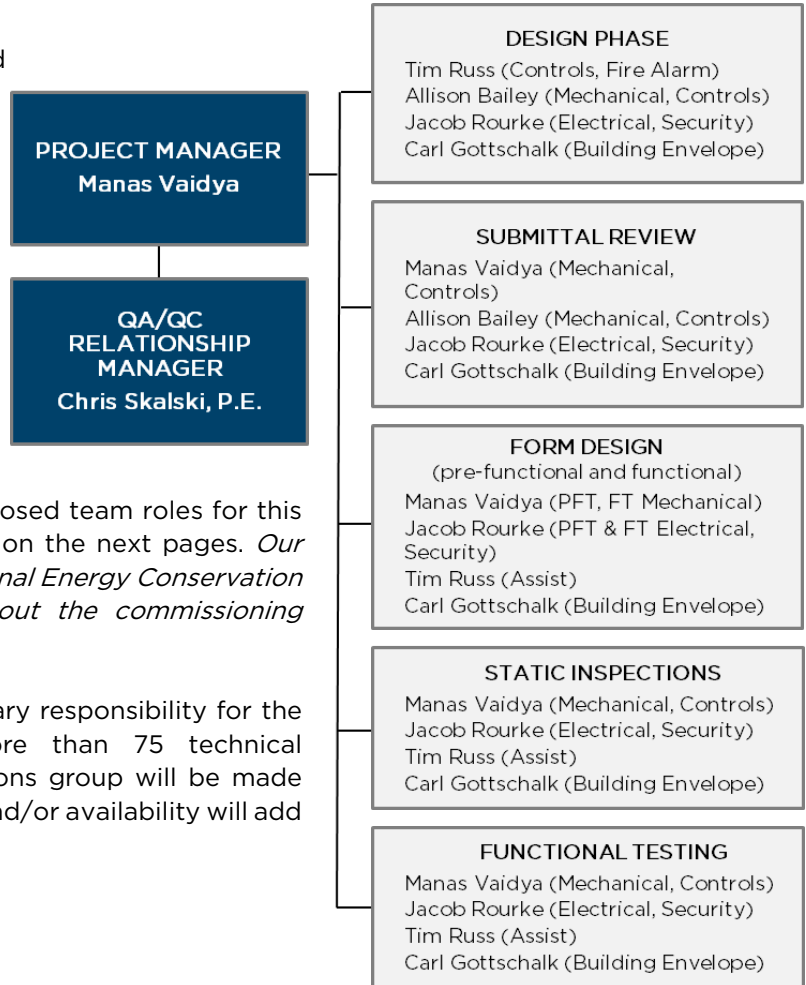 d
PROJECT MANAGER
Manas Vaidya
QA/QC
RELATIONSHIP
MANAGER
Chris Skalski, P.E.
osed team roles for this
on the next pages. Our
nal Energy Conservation
out the commissioning
ary responsibility for the
ore than 75 technical
ons group will be made
nd/or availability will add
DESIGN PHASE
Tim Russ (Controls, Fire Alarm)
Allison Bailey (Mechanical, Controls)
Jacob Rourke (Electrical, Security)
Carl Gottschalk (Building Envelope)
SUBMITTAL REVIEW
Manas Vaidya (Mechanical,
Controls)
Allison Bailey (Mechanical, Controls)
Jacob Rourke (Electrical, Security)
Carl Gottschalk (Building Envelope)
FORM DESIGN
(pre-functional and functional)
Manas Vaidya (PFT, FT Mechanical)
Jacob Rourke (PFT & FT Electrical,
Security)
Tim Russ (Assist)
Carl Gottschalk (Building Envelope)
STATIC INSPECTIONS
Manas Vaidya (Mechanical, Controls)
Jacob Rourke (Electrical, Security)
Tim Russ (Assist)
Carl Gottschalk (Building Envelope)
FUNCTIONAL TESTING
Manas Vaidya (Mechanical, Controls)
Jacob Rourke (Electrical, Security)
Tim Russ (Assist)
Carl Gottschalk (Building Envelope)